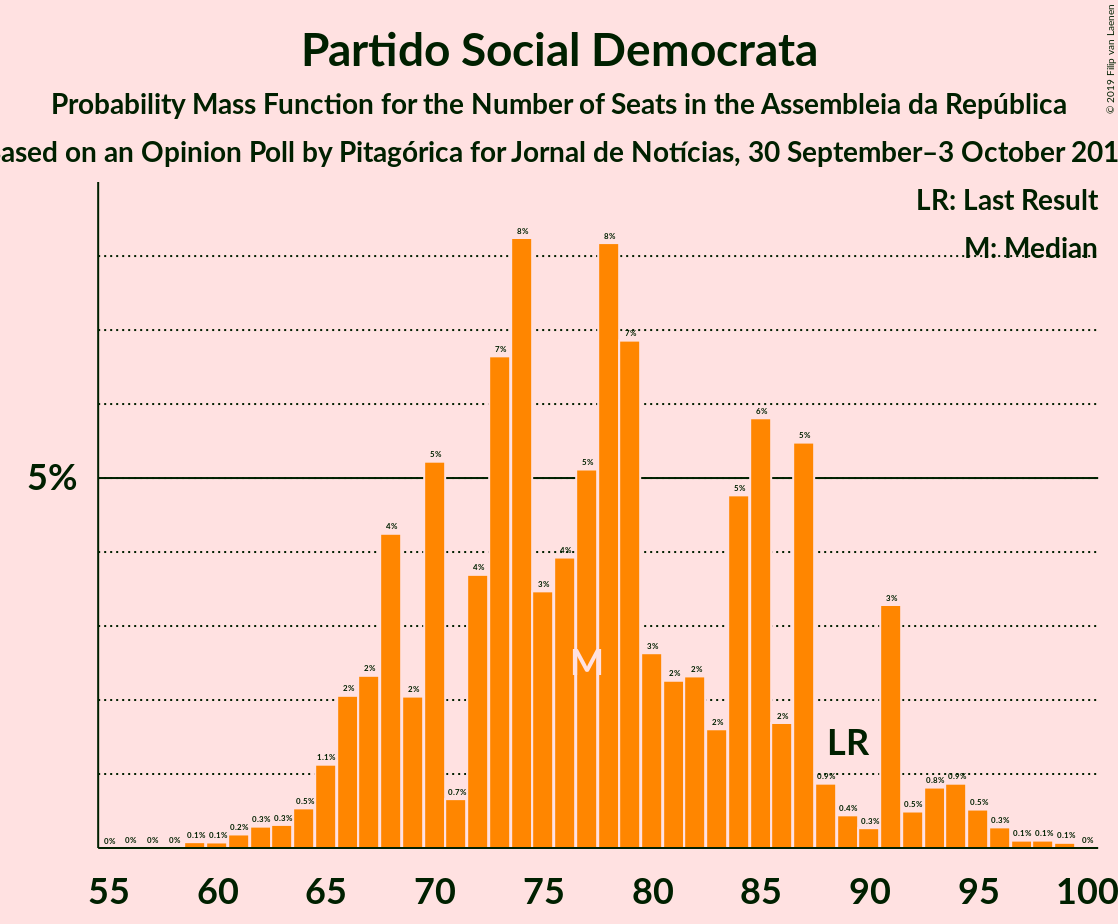 Partido Social Democrata
Probability Mass Function for the Number of Seats in the Assembleia da República
ased on an Opinion Poll by Pitagórica for Jornal de Notícias, 30 September–3 October 201
© 2019 Filip van Laenen
LR: Last Result
M: Median
5%
0% 0% 0% 0% 0.1% 0.1% 0.2% 0.3% 0.3% 0.5% 1.1% 2% 2% 4% 2% 5% 0.7% 4% 7% 8% 3% 4% 5% 8% 7% 3% 2% 2% 2% 5% 6% 2% 5% 0.9% 0.4% 0.3% 3% 0.5% 0.8% 0.9% 0.5% 0.3% 0.1% 0.1% 0.1% 0%
M
LR
55 60 65 70 75 80 85 90 95 100